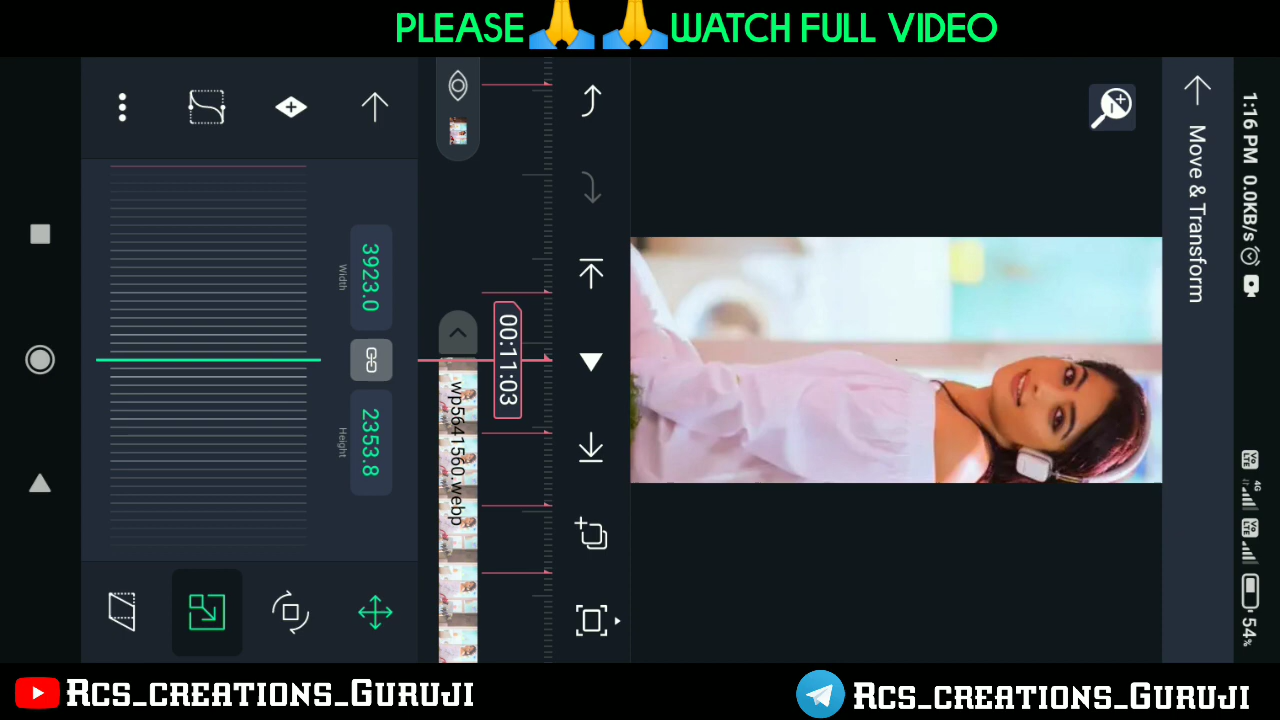 PLEASE🙏 🙏WATCH FULL VIDEO
1:16 PM 0.0KB/s 4G 54%
Move & Transform
00:11:03
wp5641560.webp
3923.0 2353.8
Width Height
Rcs_creations_Guruji
Rcs_creations_Guruji